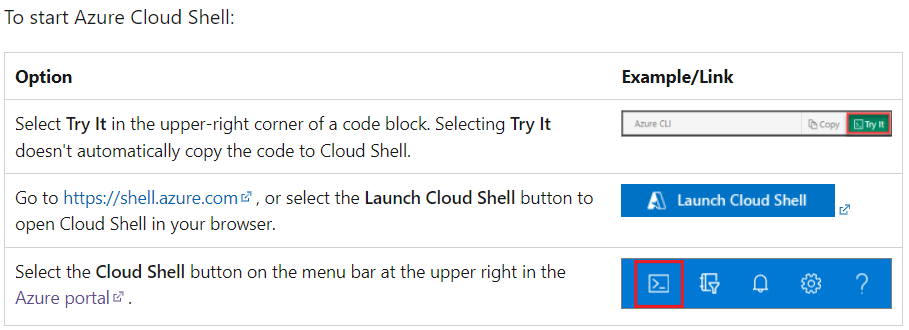 To start Azure Cloud Shell:
Option
Example/Link
Select Try It in the upper-right corner of a code block. Selecting Try It
doesn't automatically copy the code to Cloud Shell.
Azure CLI
Copy
Try It
Go to https://shell.azure.com , or select the Launch Cloud Shell button to
open Cloud Shell in your browser.
Launch Cloud Shell
Select the Cloud Shell button on the menu bar at the upper right in the
Azure portal .